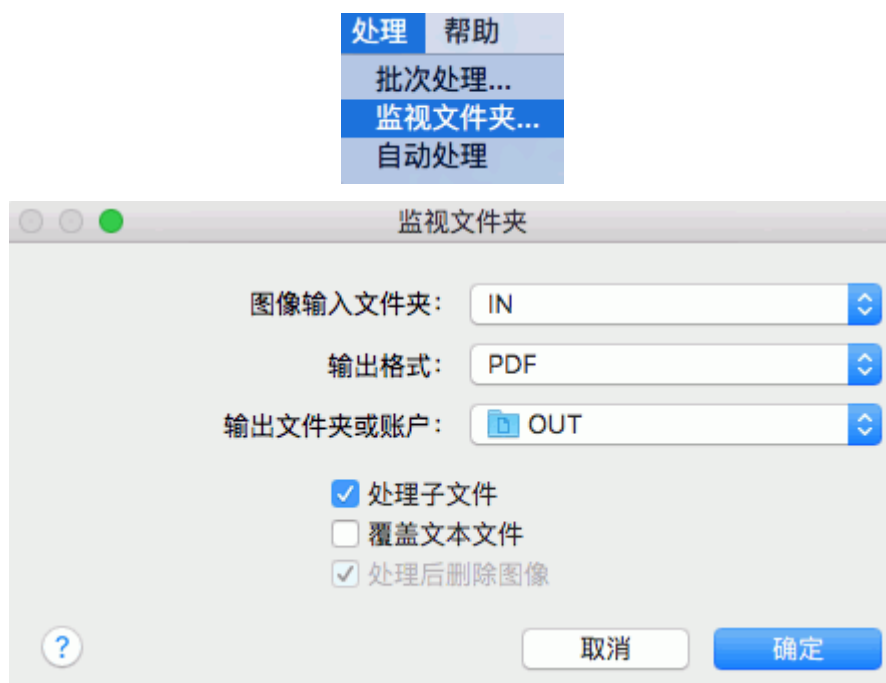 处理 帮助
批次处理...
监视文件夹...
自动处理
监视文件夹
图像输入文件夹： IN
输出格式： PDF
输出文件夹或账户： OUT
处理子文件
覆盖文本文件
处理后删除图像
? 取消 确定